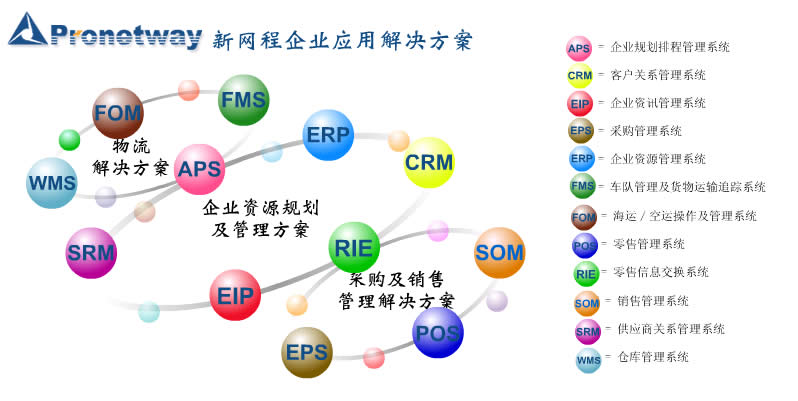 Pronetway 新网程企业应用解决方案
FOM
FMS
物流
解决方案
WMS
APS
ERP
CRM
企业资源规划
及管理方案
SRM
RIE
SOM
EIP
采购及销售
管理解决方案
EPS
POS
APS = 企业规划排程管理系统
CRM = 客户关系管理系统
EIP = 企业资讯管理系统
EPS = 采购管理系统
ERP = 企业资源管理系统
FMS = 车队管理及货物运输追踪系统
FOM = 海运/空运操作及管理系统
POS = 零售管理系统
RIE = 零售信息交换系统
SOM = 销售管理系统
SRM = 供应商关系管理系统
WMS = 仓库管理系统